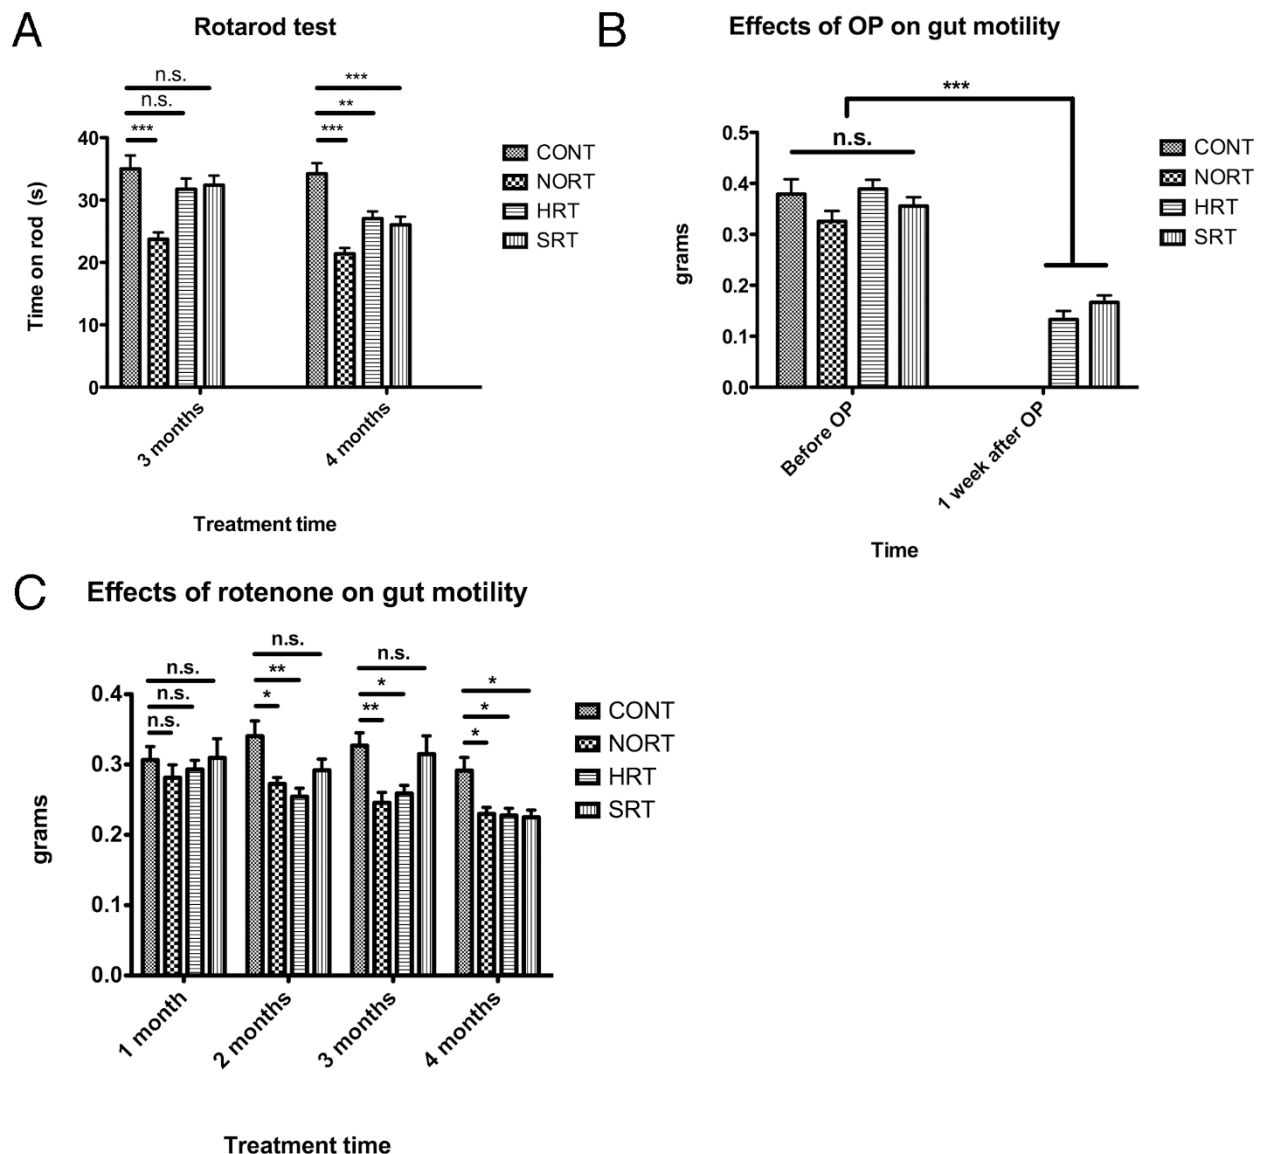 A
Rotarod test
n.s.
n.s.
***
***
**
***
40
30
20
10
0
Time on rod (s)
3 months
4 months
Treatment time
CONT
NORT
HRT
SRT
B
Effects of OP on gut motility
***
n.s.
0.5
0.4
0.3
0.2
0.1
0.0
grams
Before OP
1 week after OP
Time
CONT
NORT
HRT
SRT
C
Effects of rotenone on gut motility
n.s.
n.s.
n.s.
n.s.
**
*
n.s.
*
**
*
*
*
0.4
0.3
0.2
0.1
0.0
grams
1 month
2 months
3 months
4 months
Treatment time
CONT
NORT
HRT
SRT